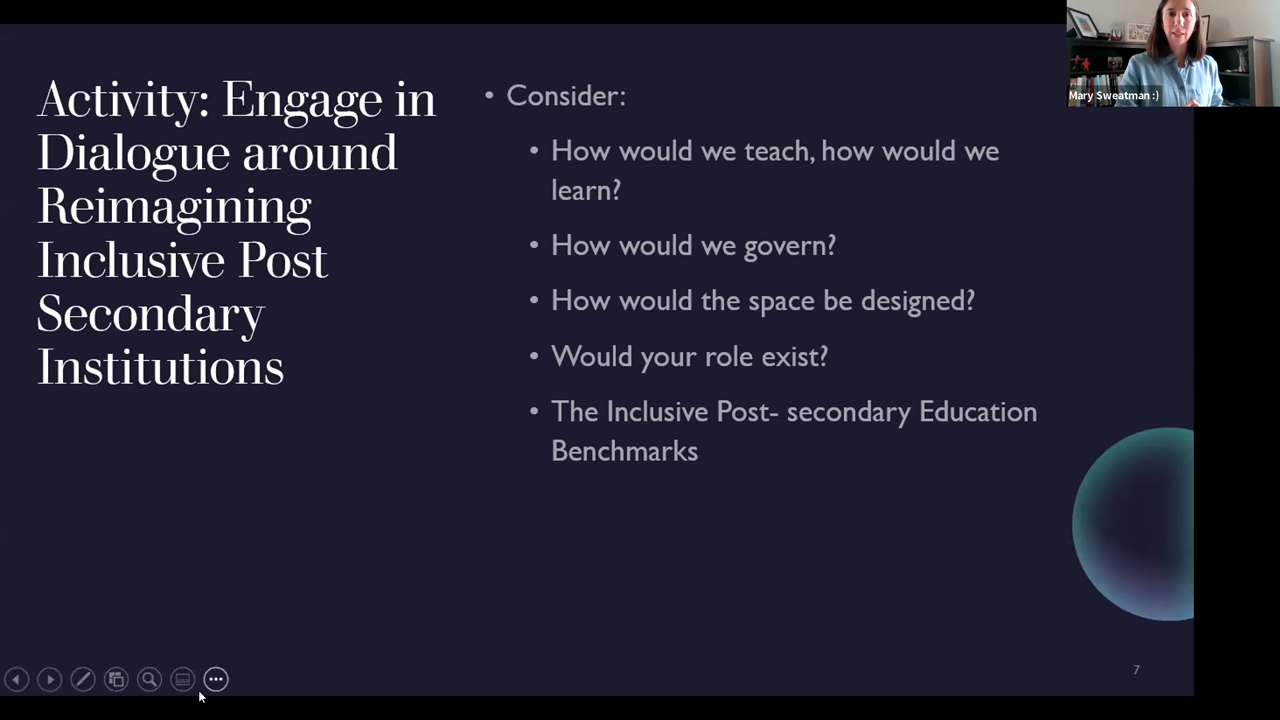 Activity: Engage in
Dialogue around
Reimagining
Inclusive Post
Secondary
Institutions
• Consider:
• How would we teach, how would we
learn?
• How would we govern?
• How would the space be designed?
• Would your role exist?
• The Inclusive Post- secondary Education
Benchmarks
Mary Sweatman :)
7